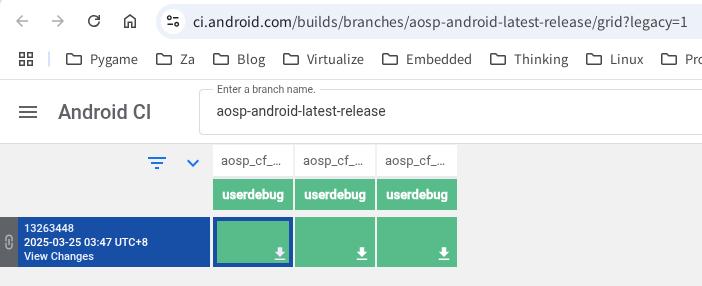 ci.android.com/builds/branches/aosp-android-latest-release/grid?legacy=1
Pygame Za Blog Virtualize Embedded Thinking Linux
Enter a branch name.
Android CI
aosp-android-latest-release
aosp_cf_... aosp_cf_... aosp_cf_...
userdebug userdebug userdebug
13263448
2025-03-25 03:47 UTC+8
View Changes